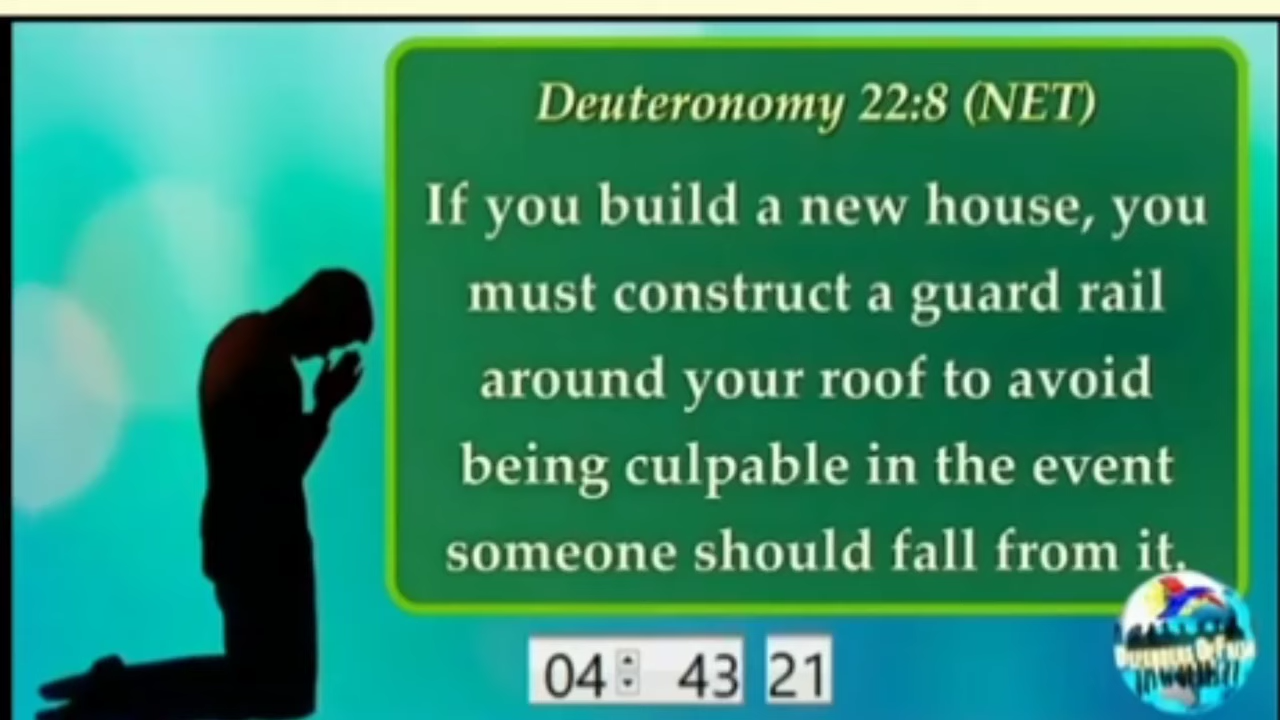 Deuteronomy 22:8 (NET)
If you build a new house, you
must construct a guard rail
around your roof to avoid
being culpable in the event
someone should fall from it.
04 43 21